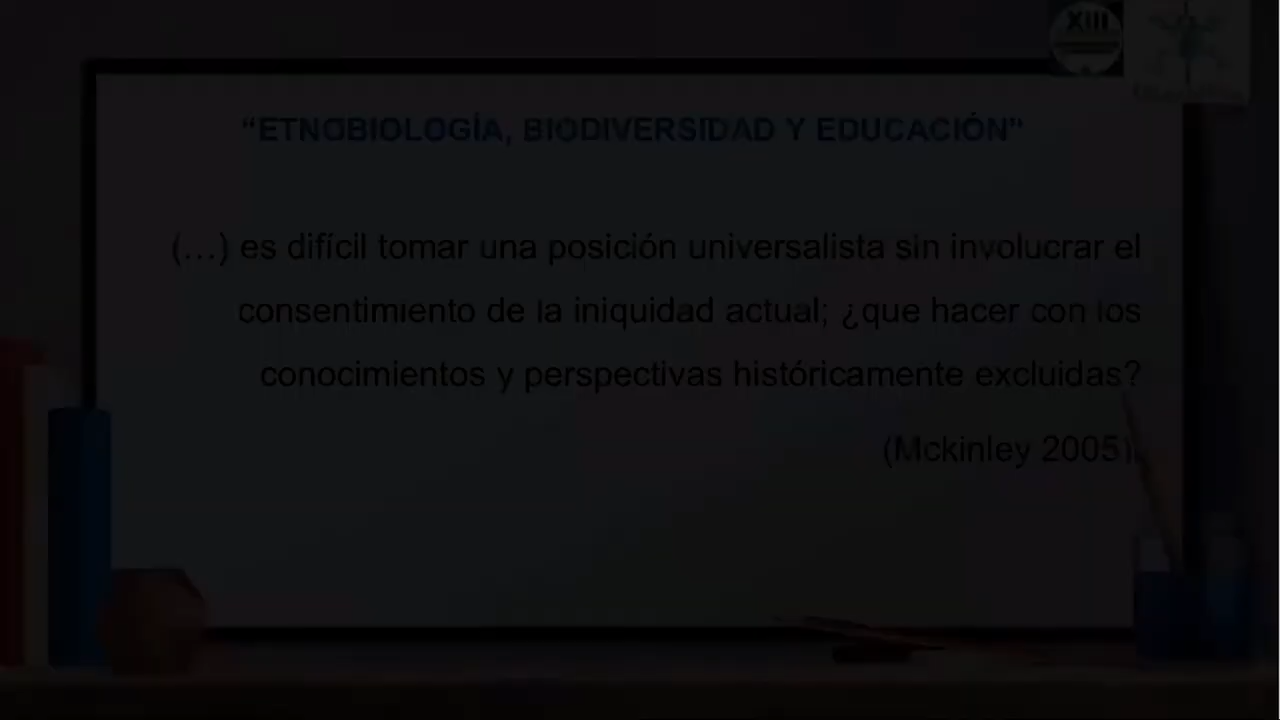 XIII
“ETNOBIOLOGÍA, BIODIVERSIDAD Y EDUCACIÓN”
(...) es difícil tomar una posición universalista sin involucrar el
consentimiento de la iniquidad actual; ¿que hacer con los
conocimientos y perspectivas históricamente excluidas?
(Mckinley 2005).